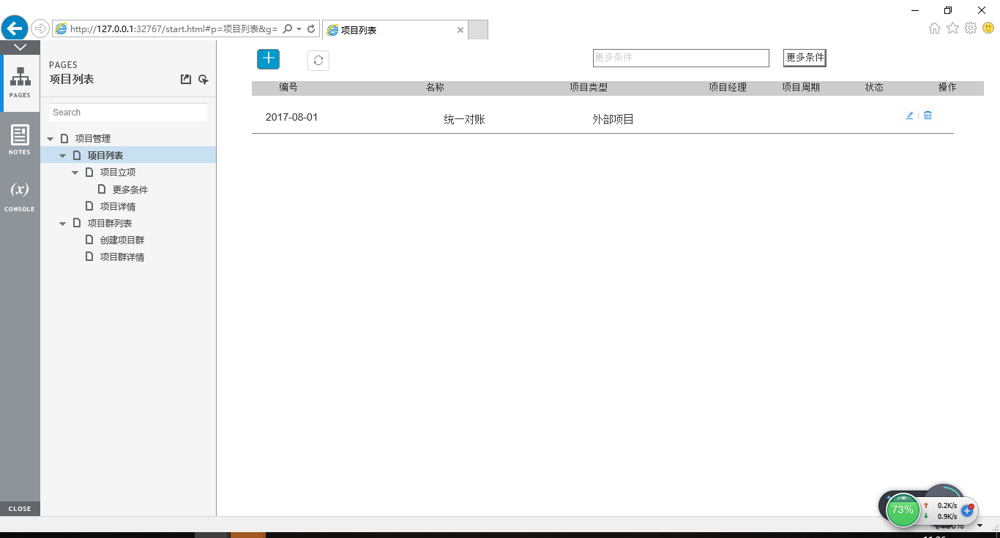 http://127.0.0.1:32767/start.html#p=项目列表&g=
项目列表
PAGES
项目列表
PAGES
Search
NOTES
(x)
CONSOLE
项目管理
项目列表
项目立项
更多条件
项目详情
项目群列表
创建项目群
项目群详情
CLOSE
更多条件 更多条件
编号 名称 项目类型 项目经理 项目周期 状态 操作
2017-08-01 统一对账 外部项目
73%
0.2K/s
0.9K/s
100%